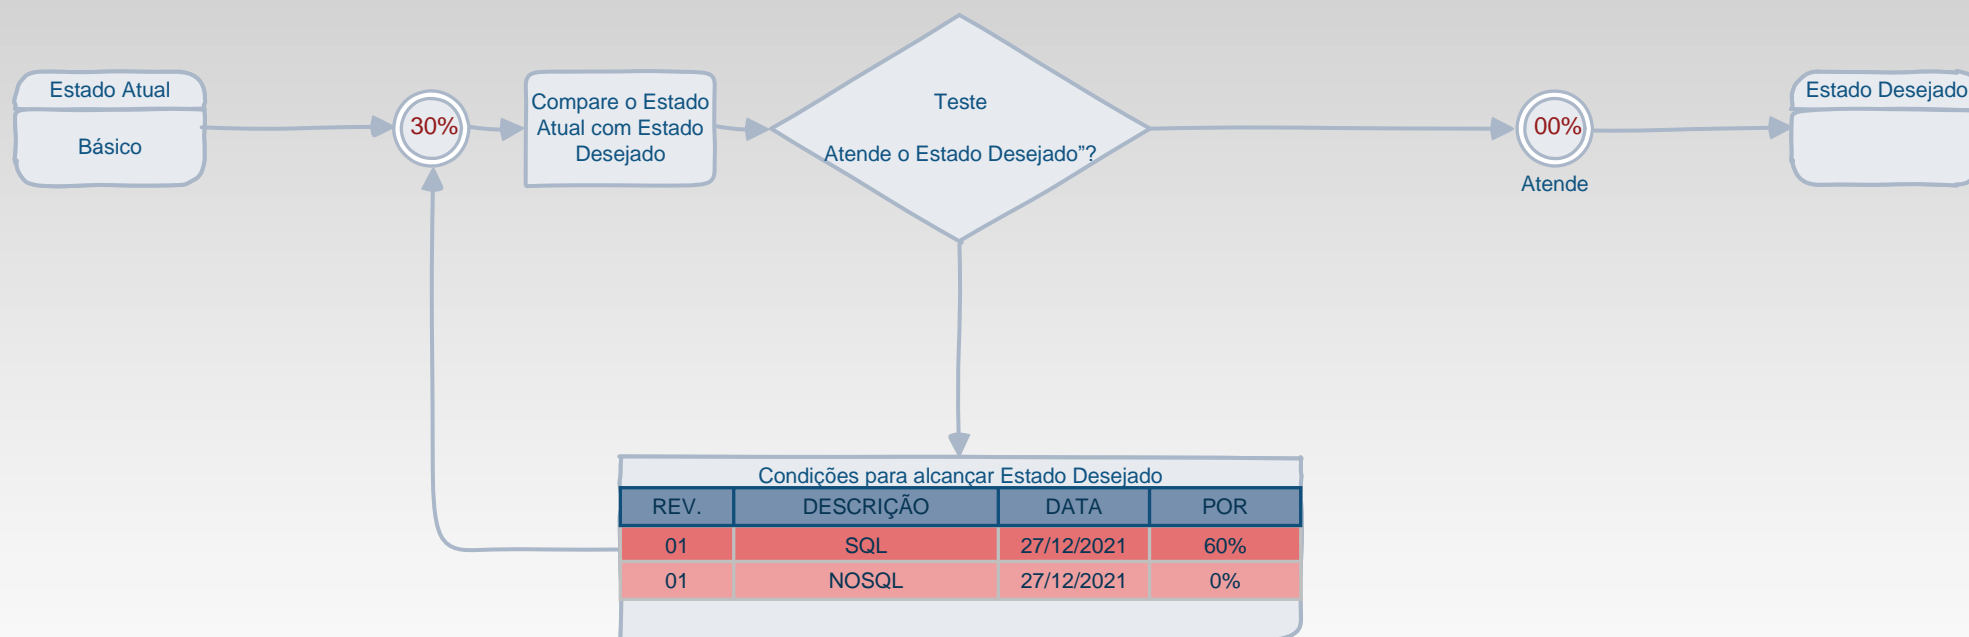 Estado Atual
Básico
30%
Compare o Estado
Atual com Estado
Desejado
Teste
Atende o Estado Desejado”?
00%
Atende
Estado Desejado
Condições para alcançar Estado Desejado
REV. DESCRIÇÃO DATA POR
01 SQL 27/12/2021 60%
01 NOSQL 27/12/2021 0%